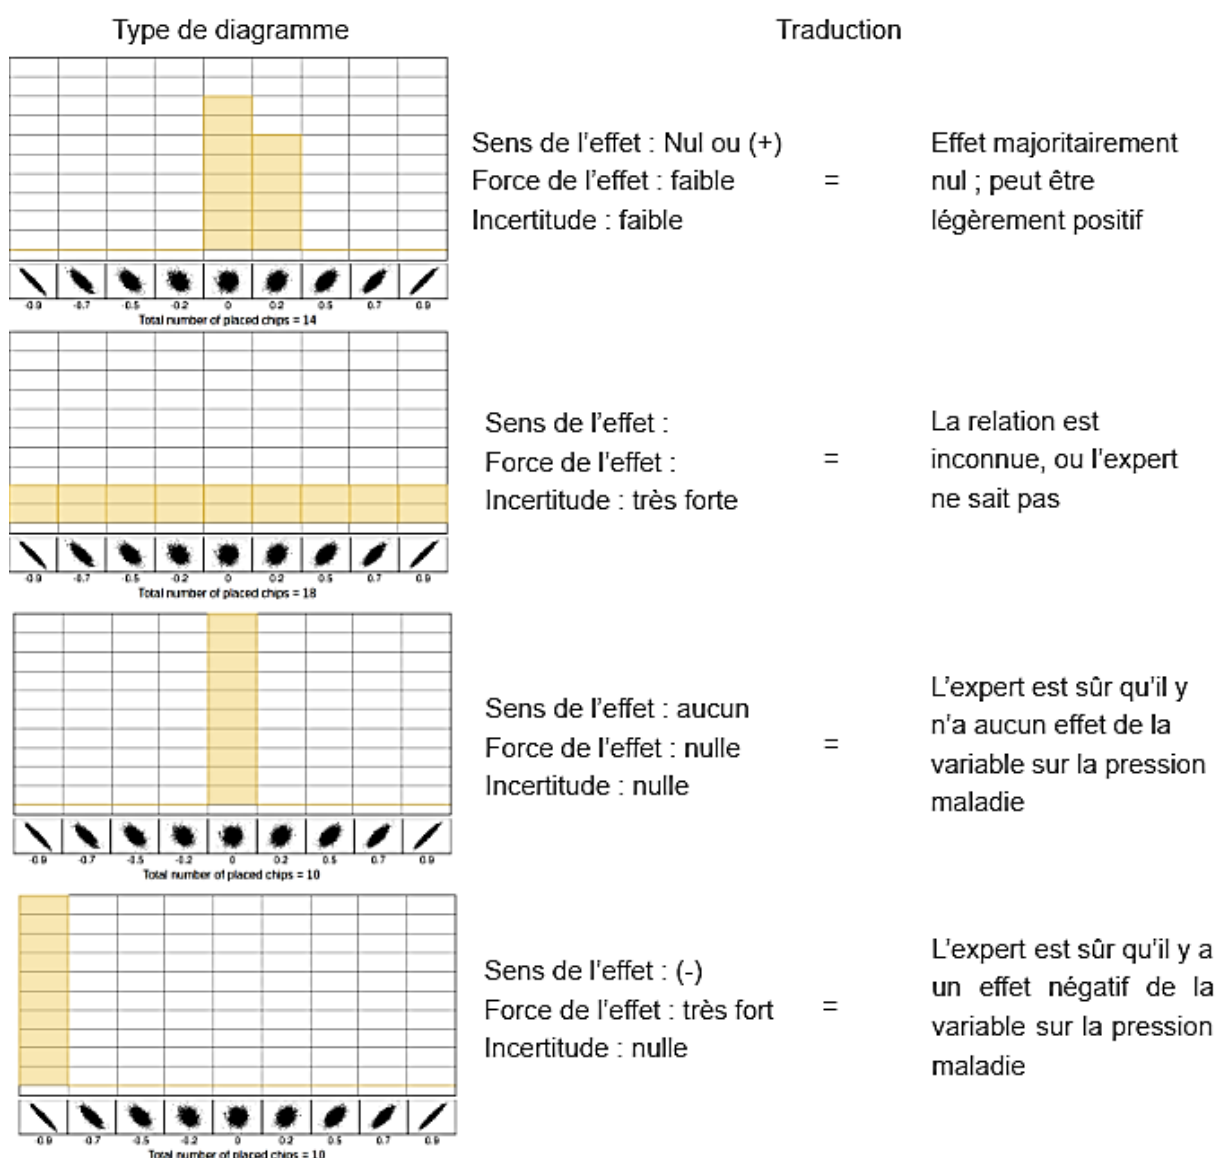 Type de diagramme
Traduction
Sens de l'effet : Nul ou (+)
Force de l'effet : faible
Incertitude : faible
=
Effet majoritairement
nul ; peut être
légèrement positif
-0.9 -0.7 -0.5 -0.2 0 0.2 0.5 0.7 0.9
Total number of placed chips = 14
Sens de l'effet :
Force de l'effet :
Incertitude : très forte
=
La relation est
inconnue, ou l'expert
ne sait pas
-0.9 -0.7 -0.5 -0.2 0 0.2 0.5 0.7 0.9
Total number of placed chips = 18
Sens de l'effet : aucun
Force de l'effet : nulle
Incertitude : nulle
=
L'expert est sûr qu'il y
n'a aucun effet de la
variable sur la pression
maladie
-0.9 -0.7 -0.5 -0.2 0 0.2 0.5 0.7 0.9
Total number of placed chips = 10
Sens de l'effet : (-)
Force de l'effet : très fort
Incertitude : nulle
=
L'expert est sûr qu'il y a
un effet négatif de la
variable sur la pression
maladie
-0.9 -0.7 -0.5 -0.2 0 0.2 0.5 0.7 0.9
Total number of placed chips = 10